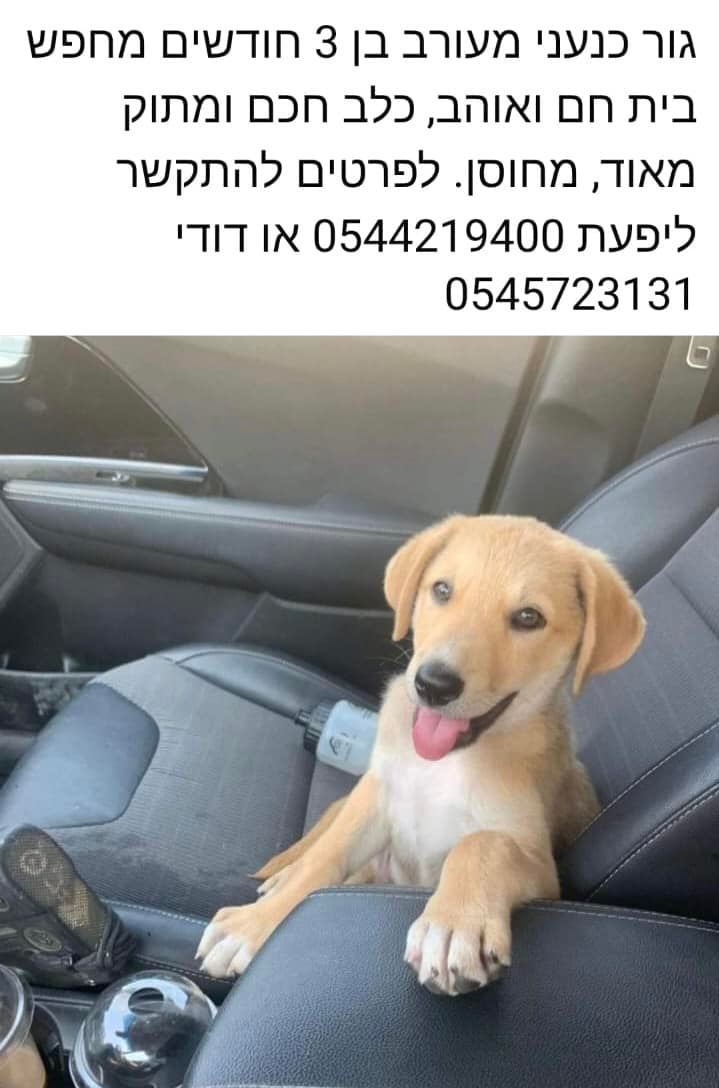 גור כנעני מעורב בן 3 חודשים מחפש
בית חם ואוהב, כלב חכם ומתוק
מאוד, מחוסן. לפרטים להתקשר
ליפעת 0544219400 או דודי
0545723131